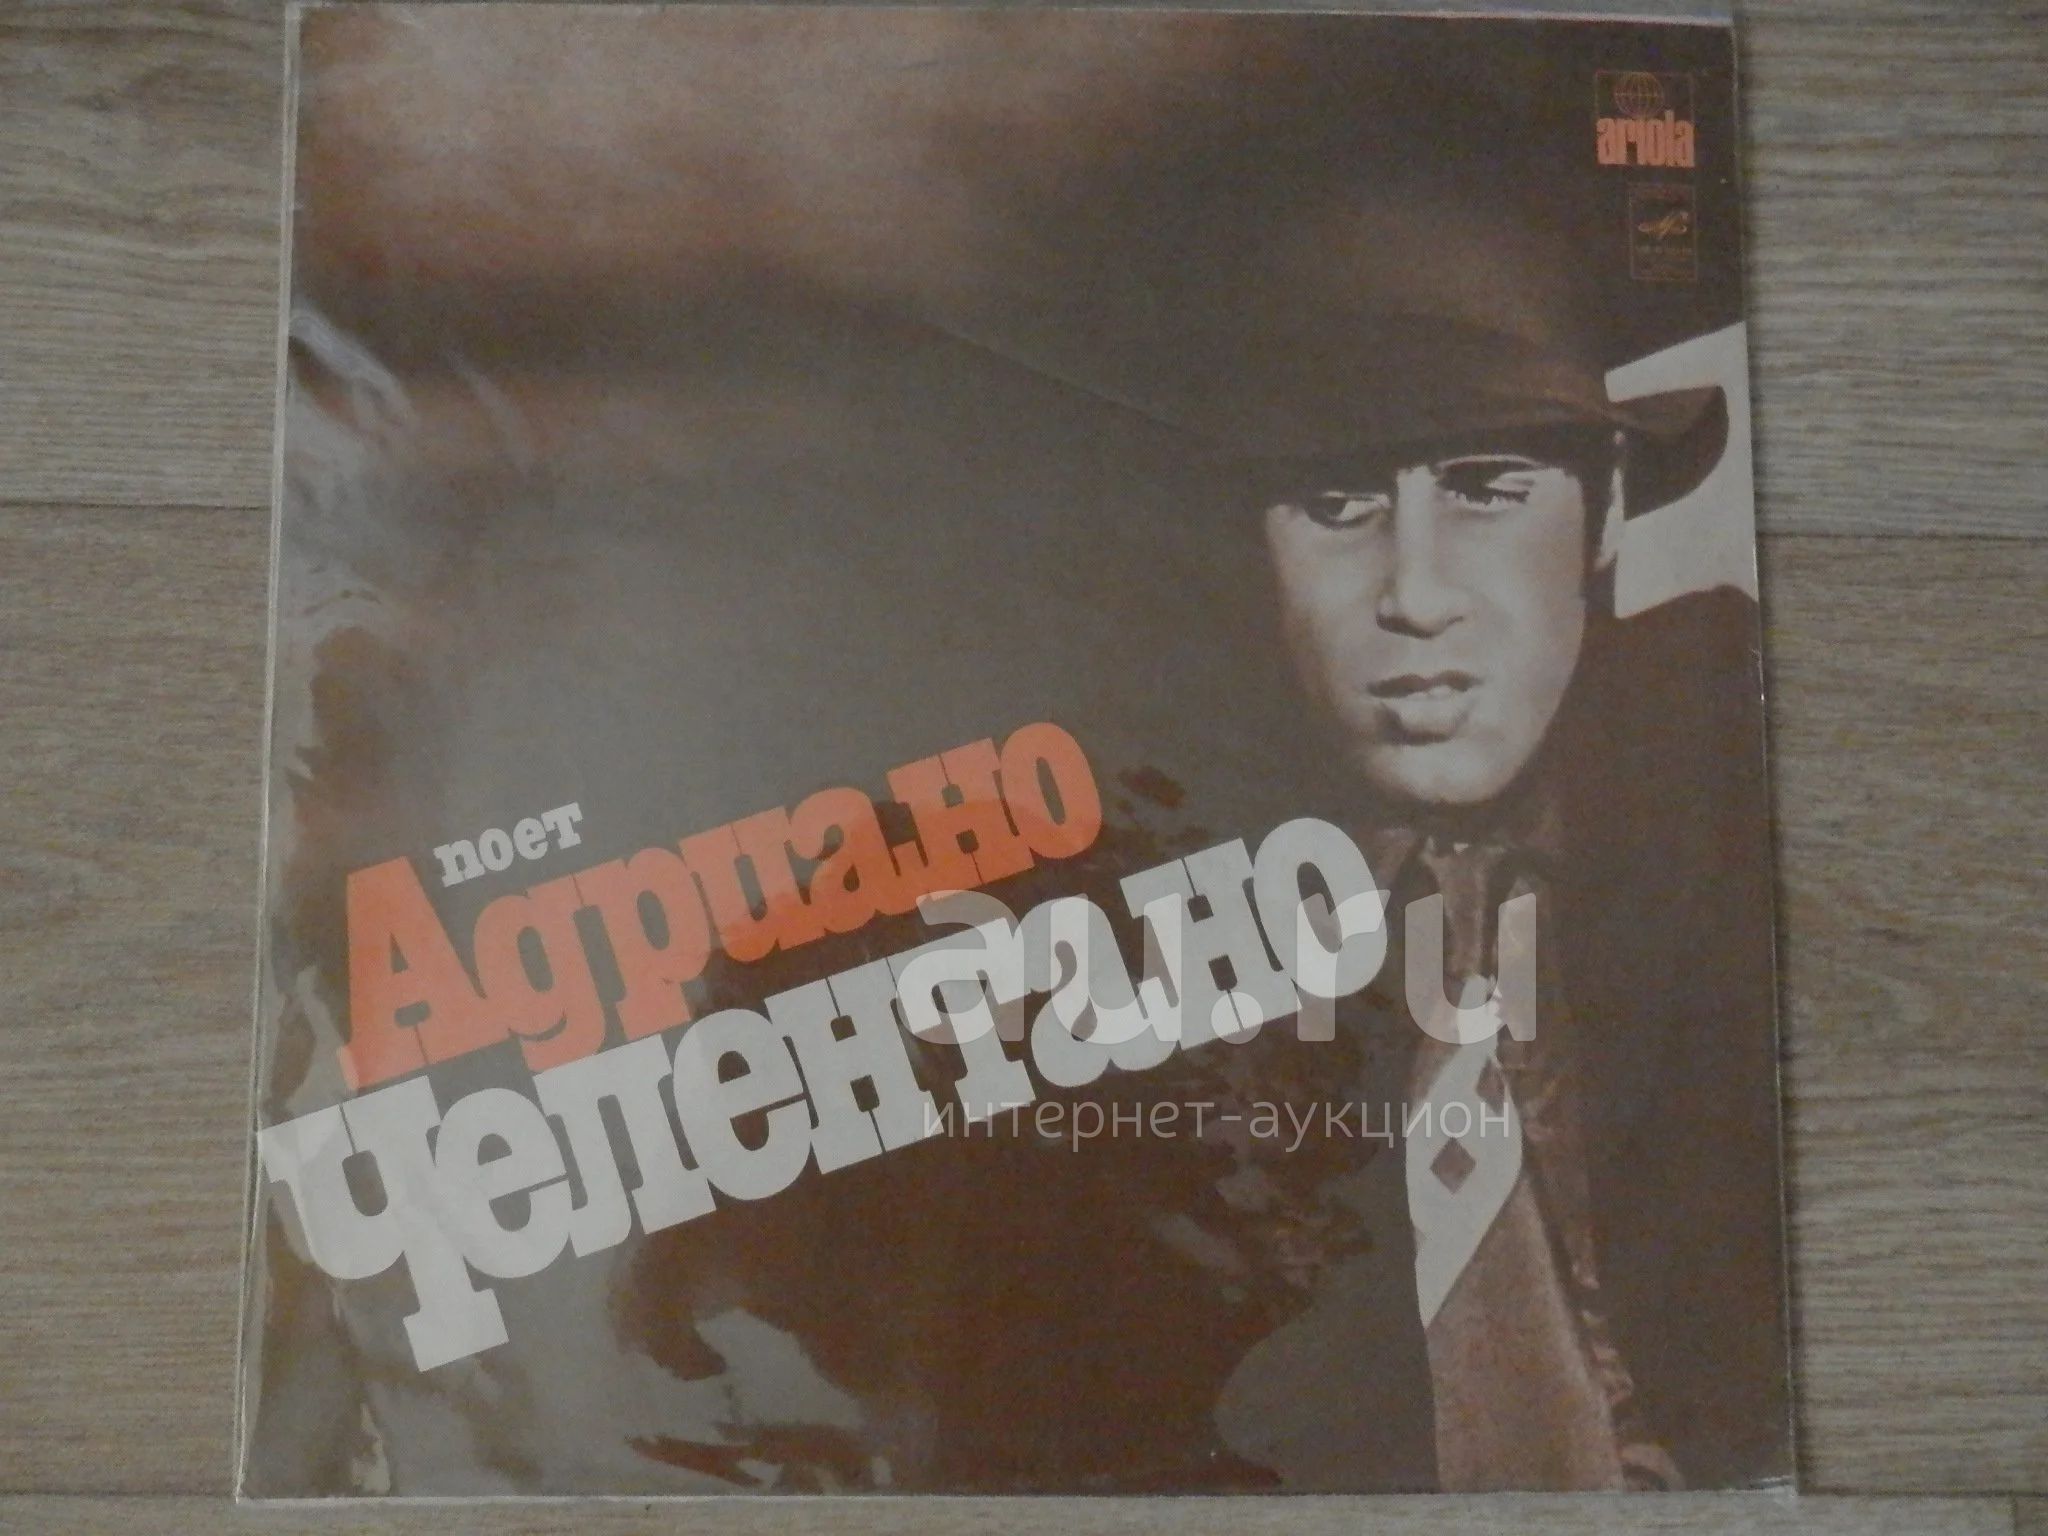 ariola
поет
Адриано
Челентано
au.ru
интернет-аукцион